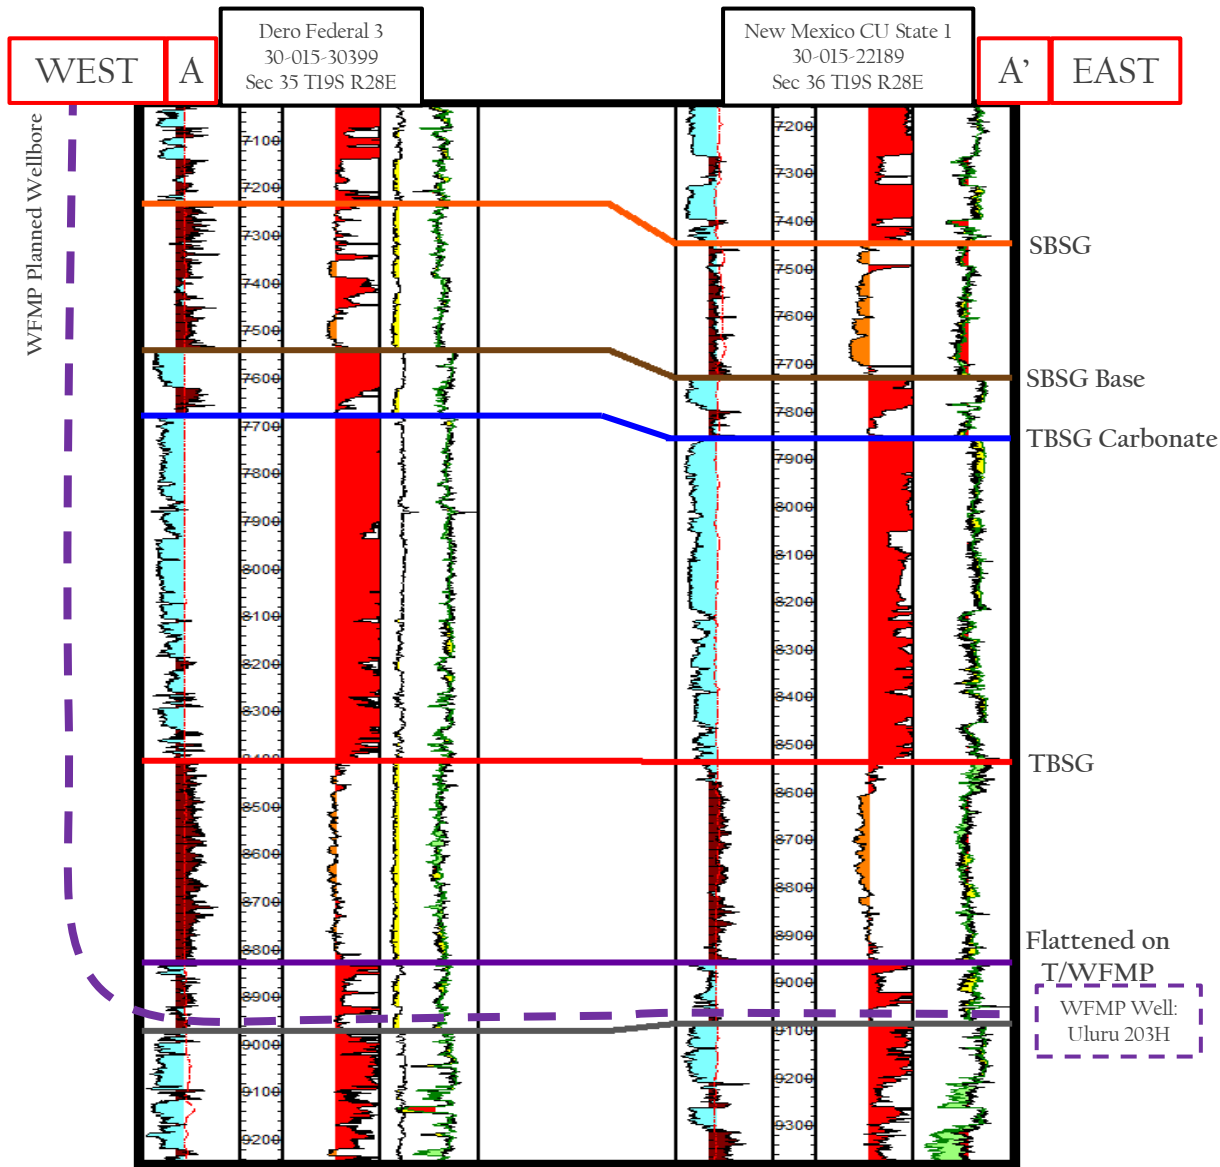 WEST
A
Dero Federal 3
30-015-30399
Sec 35 T19S R28E
New Mexico CU State 1
30-015-22189
Sec 36 T19S R28E
A'
EAST
WFMP Planned Wellbore
7100
7200
7300
7400
7500
7600
7700
7800
7900
8000
8100
8200
8300
8400
8500
8600
8700
8800
8900
9000
9100
9200
7200
7300
7400
7500
7600
7700
7800
7900
8000
8100
8200
8300
8400
8500
8600
8700
8800
8900
9000
9100
9200
9300
SBSG
SBSG Base
TBSG Carbonate
TBSG
Flattened on
T/WFMP
WFMP Well:
Uluru 203H